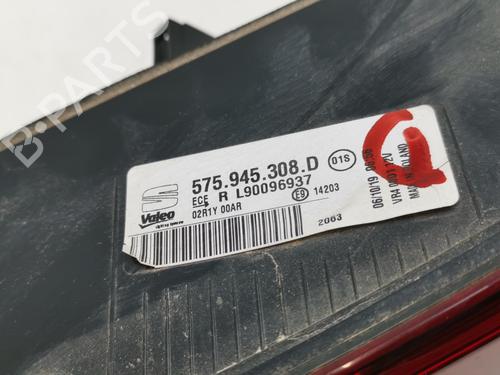 B-PARTS
575.945.308.D
01S
ECE R L90096937
E9 14203
02R1Y 00AR
2063
Valeo
06/10/19
MADE IN POLAND